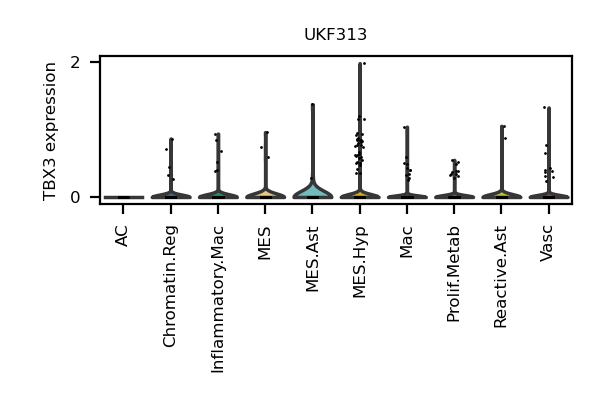 UKF313
TBX3 expression
2
0
AC
Chromatin.Reg
Inflammatory.Mac
MES
MES.Ast
MES.Hyp
Mac
Prolif.Metab
Reactive.Ast
Vasc